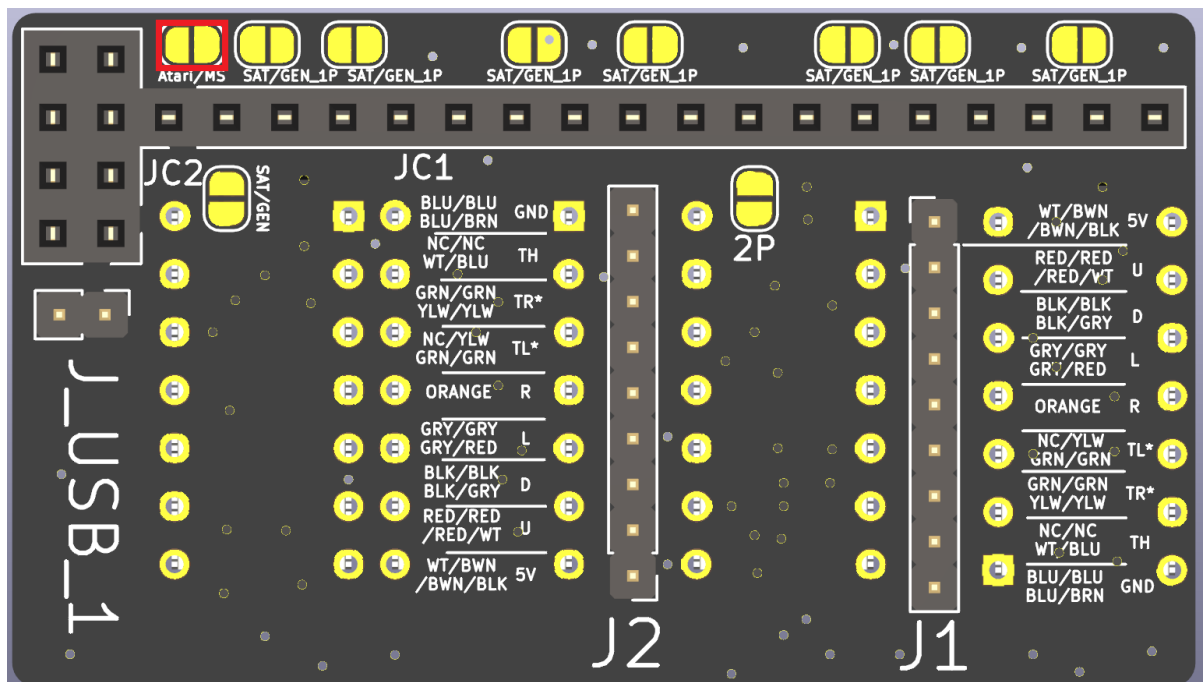 Atari/MS
SAT/GEN_1P
SAT/GEN_1P
SAT/GEN_1P
SAT/GEN_1P
SAT/GEN_1P
SAT/GEN_1P
SAT/GEN_1P
JC2
SAT/GEN
JC1
BLU/BLU
BLU/BRN
GND
NC/NC
WT/BLU
TH
GRN/GRN
YLW/YLW
TR*
NC/YLW
GRN/GRN
TL*
ORANGE R
GRY/GRY
GRY/RED
L
BLK/BLK
BLK/GRY
D
RED/RED
/RED/WT
U
WT/BWN
/BWN/BLK
5V
J2
2P
WT/BWN
/BWN/BLK
5V
RED/RED
/RED/WT
U
BLK/BLK
BLK/GRY
D
GRY/GRY
GRY/RED
L
ORANGE R
NC/YLW
GRN/GRN
TL*
GRN/GRN
YLW/YLW
TR*
NC/NC
WT/BLU
TH
BLU/BLU
BLU/BRN
GND
J1
J_USB_1